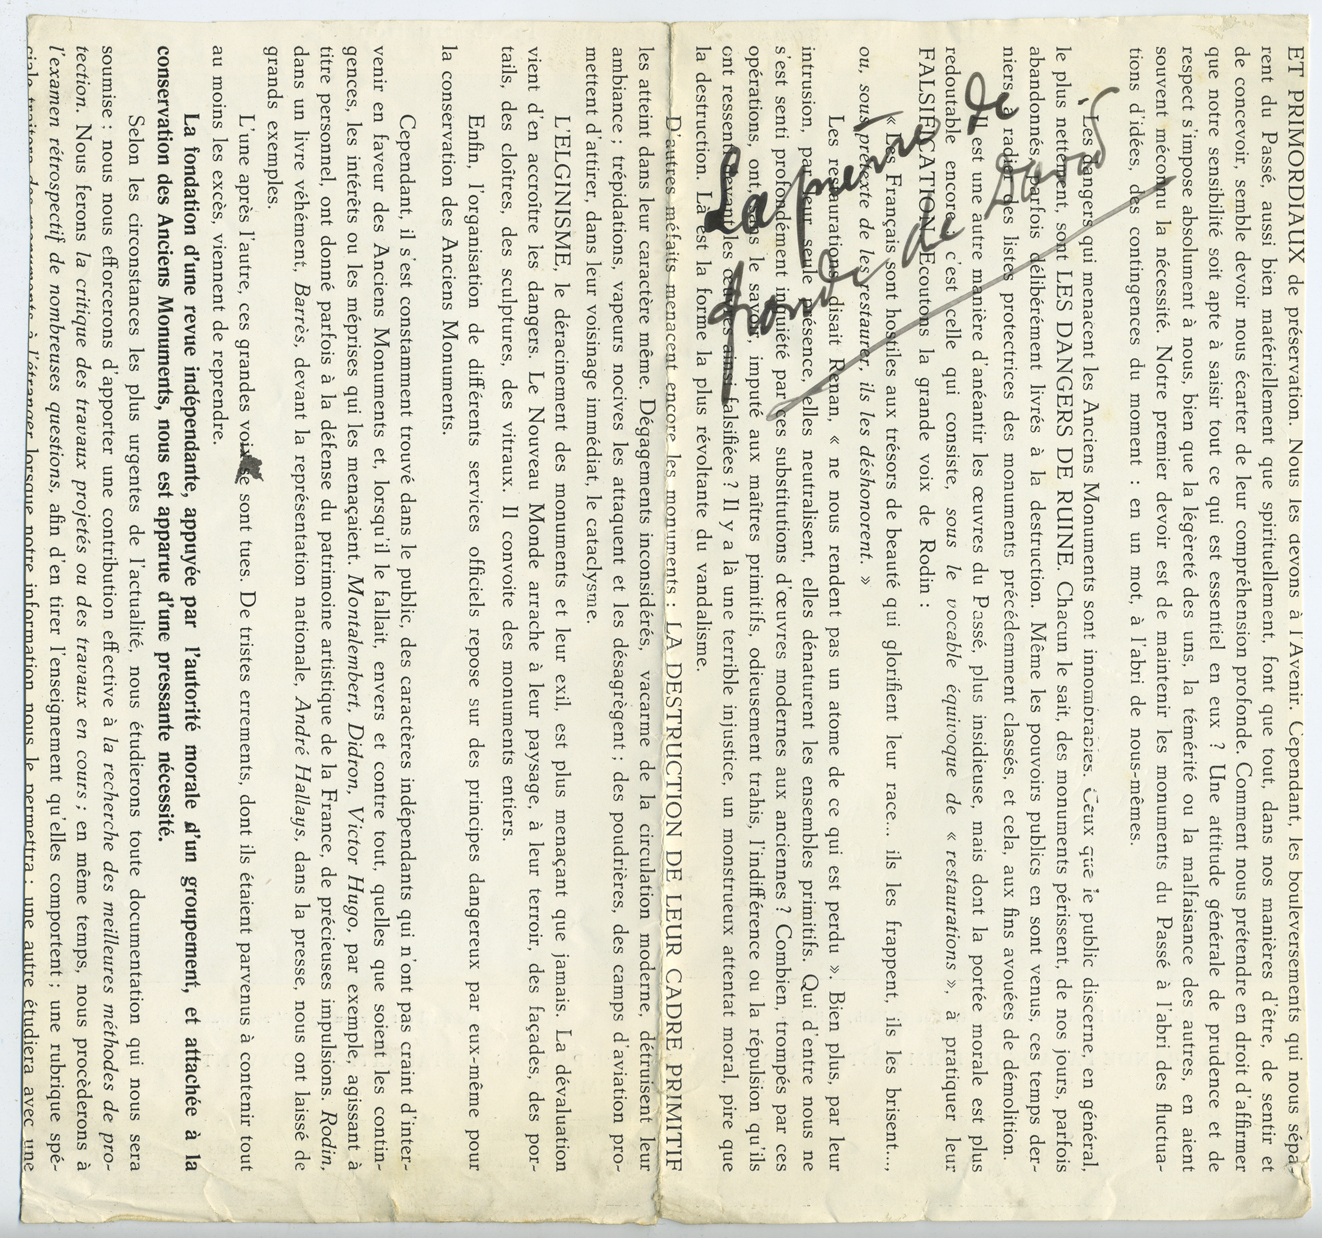 ET PRIMORDIAUX de préservation. Nous les devons à l'Avenir. Cependant, les bouleversements qui nous sépa-
rent du Passé, aussi bien matériellement que spirituellement, font que tout, dans nos manières d'être, de sentir et
de concevoir, semble devoir nous écarter de leur compréhension profonde. Comment nous prétendre en droit d'affirmer
que notre sensibilité soit apte à saisir tout ce qui est essentiel en eux ? Une attitude générale de prudence et de
respect s'impose absolument à nous, bien que la légèreté des uns, la témérité ou la malfaisance des autres, en aient
souvent méconnu la nécessité. Notre premier devoir est de maintenir les monuments du Passé à l'abri des fluctua-
tions d'idées, des contingences du moment : en un mot, à l'abri de nous-mêmes.
Les dangers qui menacent les Anciens Monuments sont innombrables. Ceux que le public discerne, en général,
le plus nettement, sont LES DANGERS DE RUINE. Chacun le sait, des monuments périssent, de nos jours, parfois
abandonnés, parfois délibérément livrés à la destruction. Même les pouvoirs publics en sont venus, ces temps der-
niers, à radier des listes protectrices des monuments précédemment classés, et cela, aux fins avouées de démolition.
Il est une autre manière d'anéantir les œuvres du Passé, plus insidieuse, mais dont la portée morale est plus
redoutable encore, c'est celle qui consiste, sous le vocable équivoque de « restaurations », à pratiquer leur
FALSIFICATION. Ecoutons la grande voix de Rodin :
« Les Français sont hostiles aux trésors de beauté qui glorifient leur race... ils les frappent, ils les brisent...,
ou, sous prétexte de les restaurer, ils les déshonorent. »
Les restaurations, disait Renan, « ne nous rendent pas un atome de ce qui est perdu ». Bien plus, par leur
intrusion, par leur seule présence, elles neutralisent, elles dénaturent les ensembles primitifs. Qui d'entre nous ne
s'est senti profondément inquiété par ces substitutions d'œuvres modernes aux anciennes ? Combien, trompés par ces
opérations, ont, sans le savoir, imputé aux maîtres primitifs, odieusement trahis, l'indifférence ou la répulsion qu'ils
ont ressenti devant les œuvres ainsi falsifiées ? Il y a là une terrible injustice, un monstrueux attentat moral, pire que
la destruction. Là est la forme la plus révoltante du vandalisme.
D'autres méfaits menacent encore les monuments : LA DESTRUCTION DE LEUR CADRE PRIMITIF
les atteint dans leur caractère même. Dégagements inconsidérés, vacarme de la circulation moderne, détruisent leur
ambiance ; trépidations, vapeurs nocives les attaquent et les désagrègent ; des poudrières, des camps d'aviation pro-
mettent d'attirer, dans leur voisinage immédiat, le cataclysme.
L'ELGINISME, le déracinement des monuments et leur exil, est plus menaçant que jamais. La dévaluation
vient d'en accroître les dangers. Le Nouveau Monde arrache à leur paysage, à leur terroir, des façades, des por-
tails, des cloîtres, des sculptures, des vitraux. Il convoite des monuments entiers.
Enfin, l'organisation de différents services officiels repose sur des principes dangereux par eux-même pour
la conservation des Anciens Monuments.
Cependant, il s'est constamment trouvé dans le public, des caractères indépendants qui n'ont pas craint d'inter-
venir en faveur des Anciens Monuments et, lorsqu'il le fallait, envers et contre tout, quelles que soient les contin-
gences, les intérêts ou les méprises qui les menaçaient. Montalembert, Didron, Victor Hugo, par exemple, agissant à
titre personnel, ont donné parfois à la défense du patrimoine artistique de la France, de précieuses impulsions. Rodin,
dans un livre véhément, Barrès, devant la représentation nationale, André Hallays, dans la presse, nous ont laissé de
grands exemples.
L'une après l'autre, ces grandes voix se sont tues. De tristes errements, dont ils étaient parvenus à contenir tout
au moins les excès, viennent de reprendre.
La fondation d'une revue indépendante, appuyée par l'autorité morale d'un groupement, et attachée à la
conservation des Anciens Monuments, nous est apparue d'une pressante nécessité.
Selon les circonstances les plus urgentes de l'actualité, nous étudierons toute documentation qui nous sera
soumise : nous nous efforcerons d'apporter une contribution effective à la recherche des meilleures méthodes de pro-
tection. Nous ferons la critique des travaux projetés ou des travaux en cours ; en même temps, nous procèderons à
l'examen rétrospectif de nombreuses questions, afin d'en tirer l'enseignement qu'elles comportent ; une rubrique spé-
ciale traitera des monuments à l'étranger lorsque notre information nous le permettra : une autre étudiera avec une
La pierre de
fronde de
David